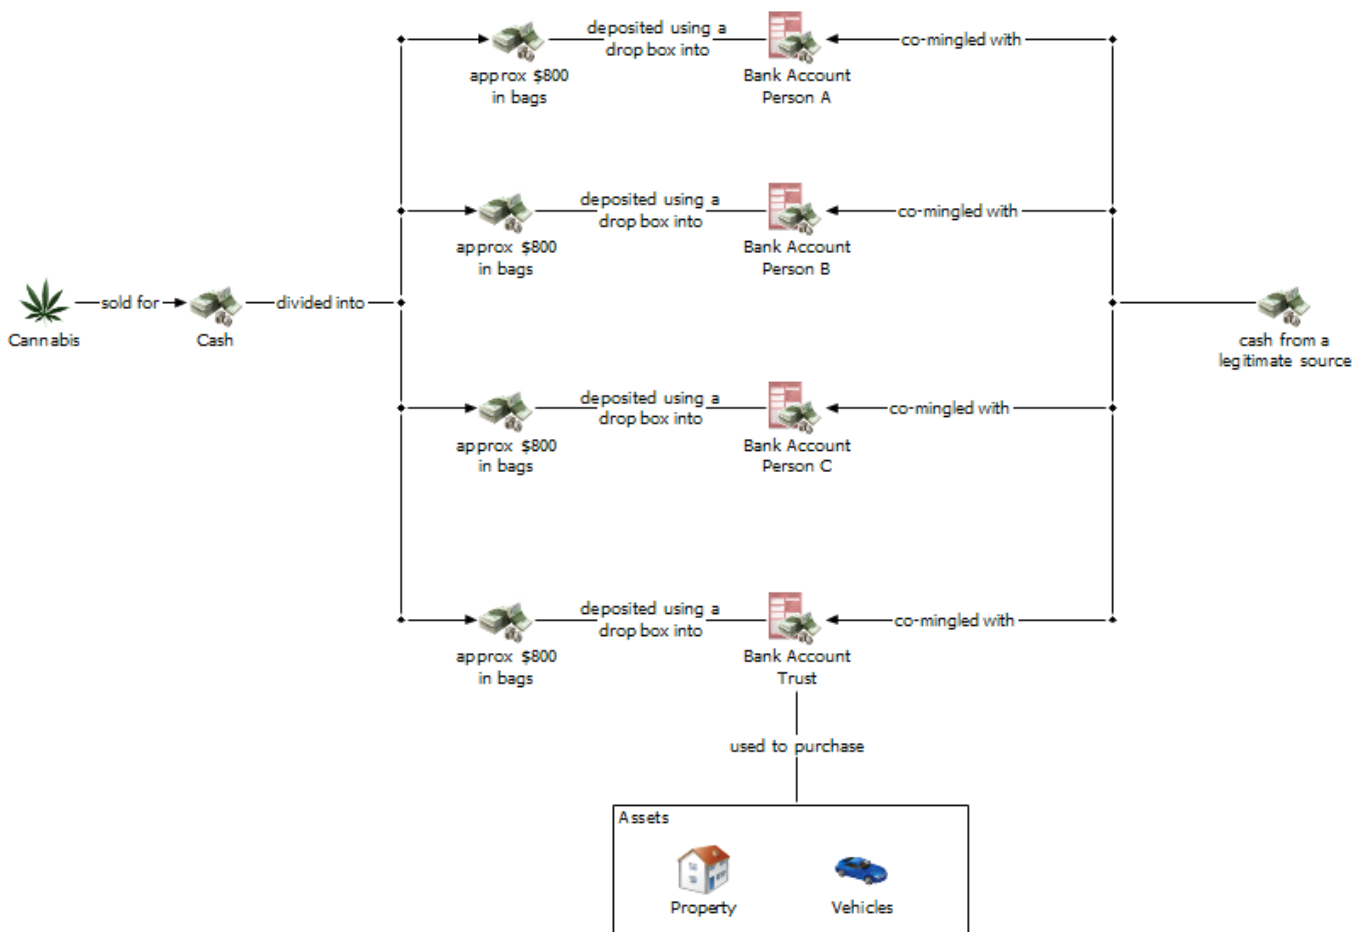 deposited using a
drop box into
co-mingled with
approx $800
in bags
Bank Account
Person A
deposited using a
drop box into
co-mingled with
approx $800
in bags
Bank Account
Person B
sold for
divided into
Cannabis
Cash
cash from a
legitimate source
deposited using a
drop box into
co-mingled with
approx $800
in bags
Bank Account
Person C
deposited using a
drop box into
co-mingled with
approx $800
in bags
Bank Account
Trust
used to purchase
Assets
Property
Vehicles